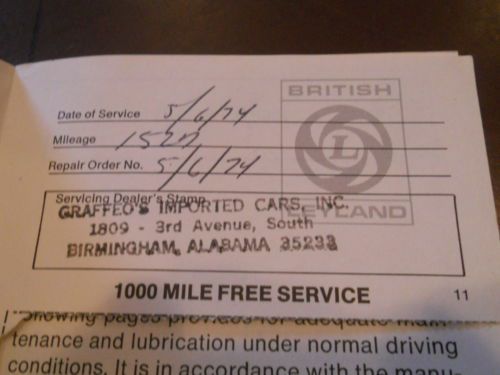 BRITISH
L
LEYLAND
Date of Service 5/6/74
Mileage
Repair Order No. 5/6/74
Servicing Dealer's Stamp
GRAFFEO'S IMPORTED CARS, INC.
1809 - 3rd Avenue, South
BIRMINGHAM, ALABAMA 35233
1000 MILE FREE SERVICE
11
tenance and lubrication under normal driving
conditions. It is in accordance with the manu-